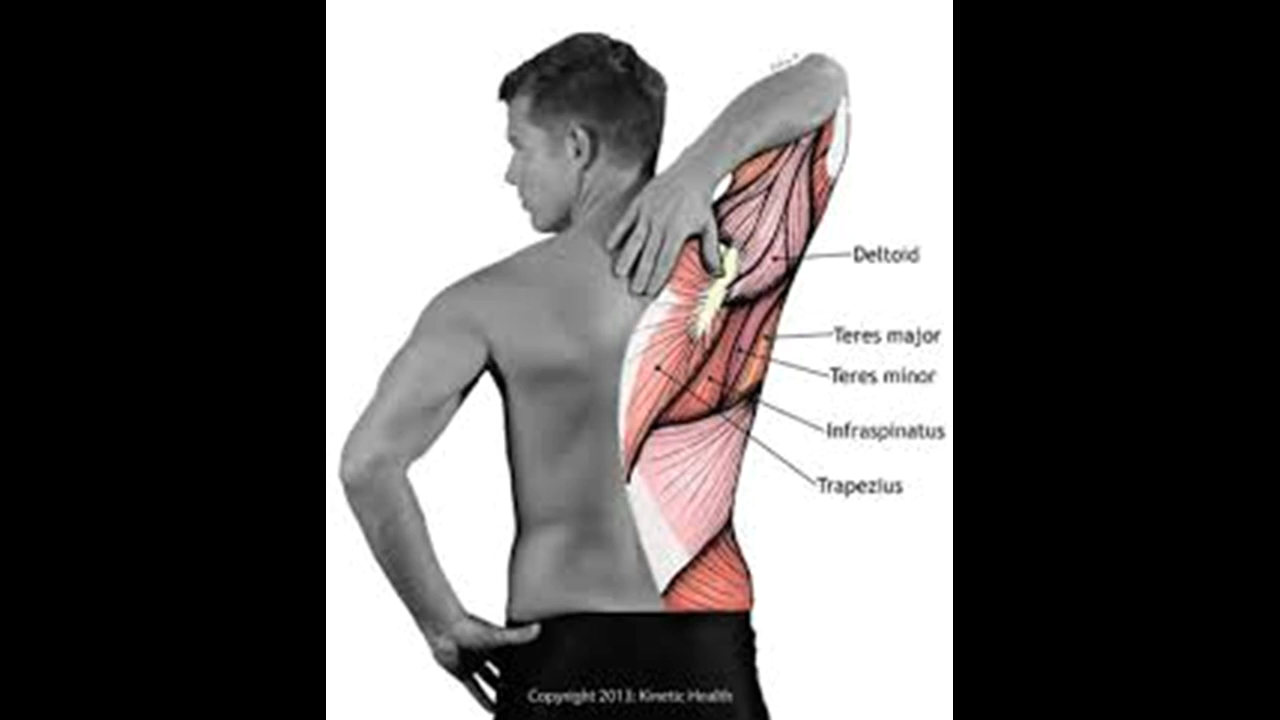 Deltoid
Teres major
Teres minor
Infraspinatus
Trapezius
Copyright 2013: Kinetic Health